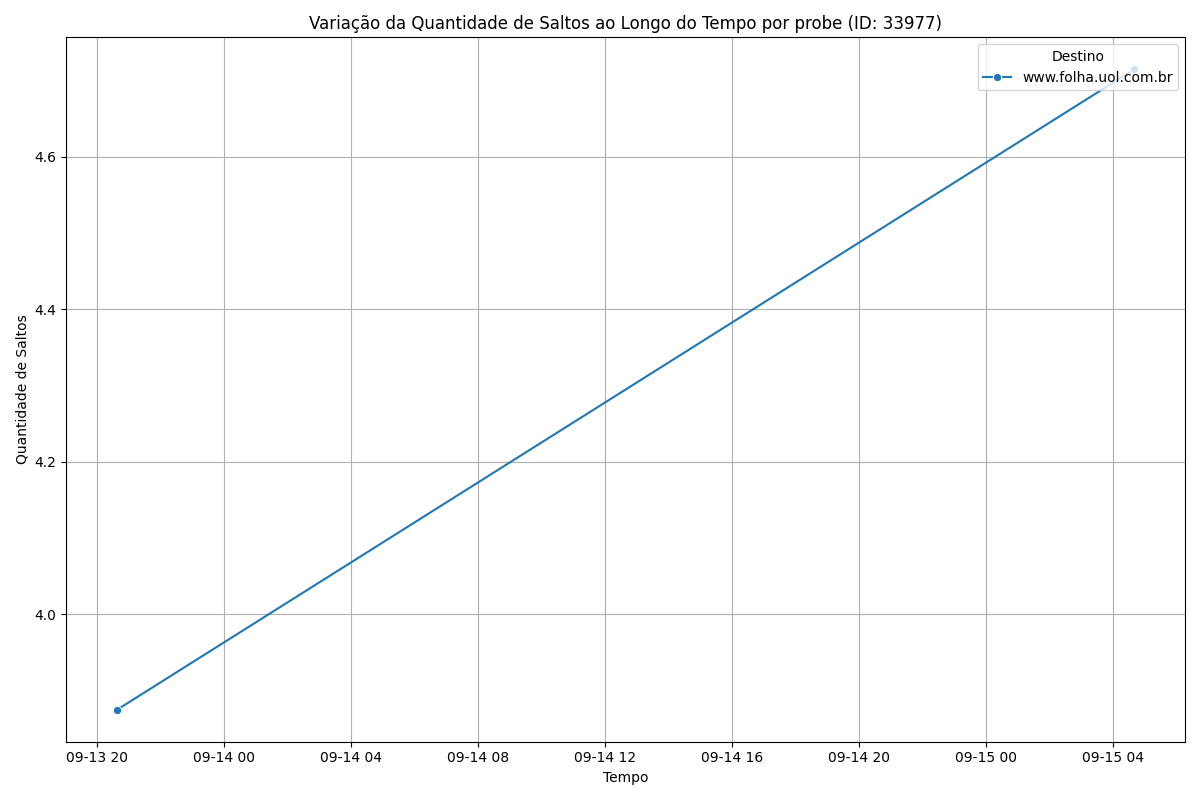 Variação da Quantidade de Saltos ao Longo do Tempo por probe (ID: 33977)
Destino
www.folha.uol.com.br
Quantidade de Saltos
4.6
4.4
4.2
4.0
09-13 20 09-14 00 09-14 04 09-14 08 09-14 12 09-14 16 09-14 20 09-15 00 09-15 04
Tempo